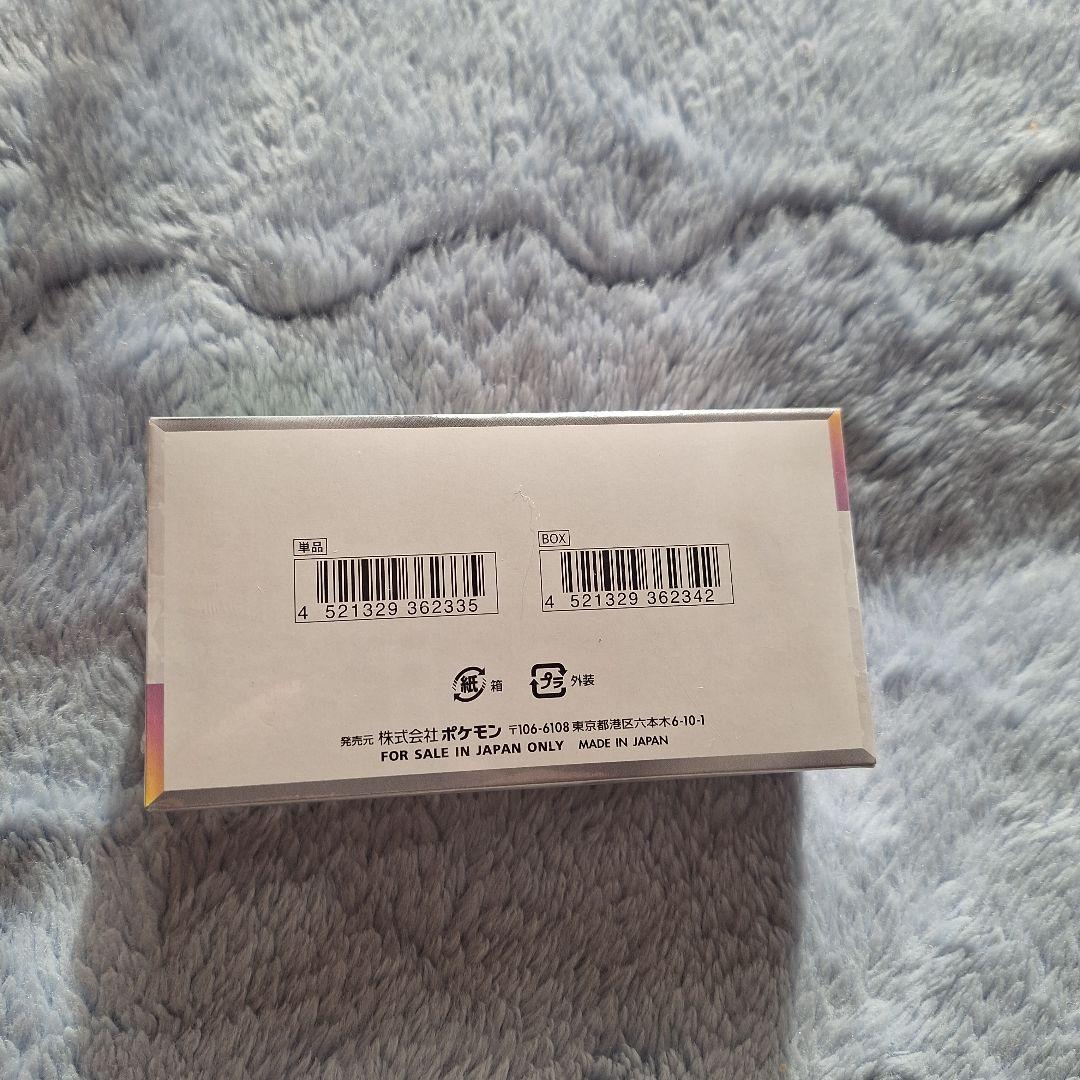 単品
BOX
4 521329 362335
4 521329 362342
紙 箱
プラ 外装
発売元 株式会社ポケモン 〒106-6108 東京都港区六本木6-10-1
FOR SALE IN JAPAN ONLY MADE IN JAPAN